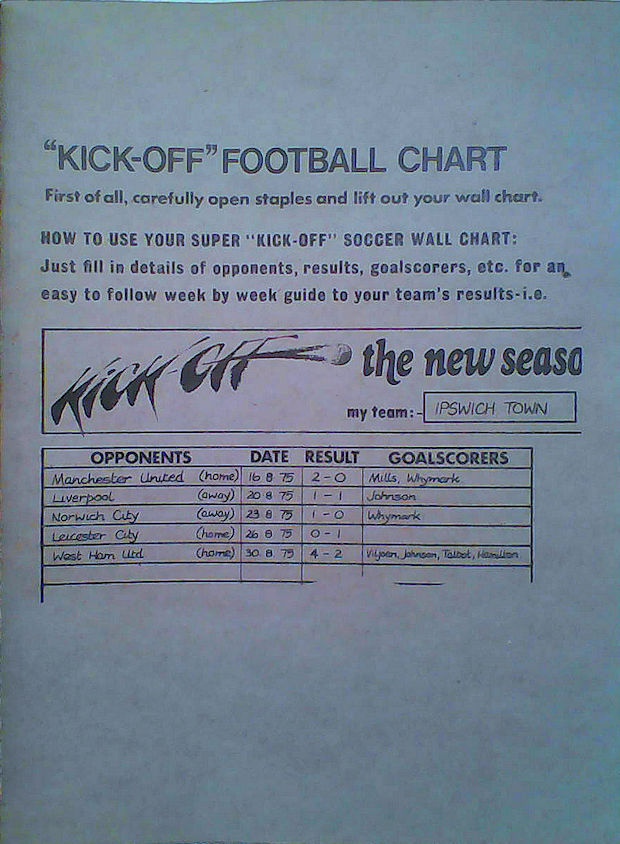 “KICK-OFF” FOOTBALL CHART
First of all, carefully open staples and lift out your wall chart.
HOW TO USE YOUR SUPER "KICK-OFF" SOCCER WALL CHART:
Just fill in details of opponents, results, goalscorers, etc. for an
easy to follow week by week guide to your team's results-i.e.
KICK-OFF the new seaso
my team:- IPSWICH TOWN
OPPONENTS DATE RESULT GOALSCORERS
Manchester United (home) 16 8 75 2-0 Mills, Whymark
Liverpool (away) 20 8 75 1-1 Johnson
Norwich City (away) 23 8 75 1-0 Whymark
Leicester City (home) 26 8 75 0-1
West Ham Utd (home) 30 8 75 4-2 Viljoen, Johnson, Talbot, Hamilton